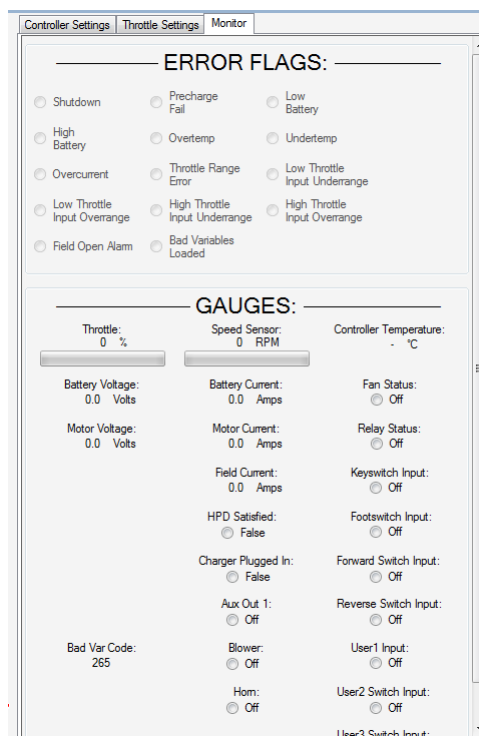 Controller Settings Throttle Settings Monitor
ERROR FLAGS:
Shutdown
Precharge
Fail
Low
Battery
High
Battery
Overtemp
Undertemp
Overcurrent
Throttle Range
Error
Low Throttle
Input Underrange
Low Throttle
Input Overrange
High Throttle
Input Underrange
High Throttle
Input Overrange
Field Open Alarm
Bad Variables
Loaded
GAUGES:
Throttle:
0 %
Speed Sensor:
0 RPM
Controller Temperature:
- °C
Battery Voltage:
0.0 Volts
Battery Current:
0.0 Amps
Fan Status:
Off
Motor Voltage:
0.0 Volts
Motor Current:
0.0 Amps
Relay Status:
Off
Field Current:
0.0 Amps
Keyswitch Input:
Off
HPD Satisfied:
False
Footswitch Input:
Off
Charger Plugged In:
False
Forward Switch Input:
Off
Aux Out 1:
Off
Reverse Switch Input:
Off
Bad Var Code:
265
Blower:
Off
User1 Input:
Off
Horn:
Off
User2 Switch Input:
Off
User3 Switch Input: